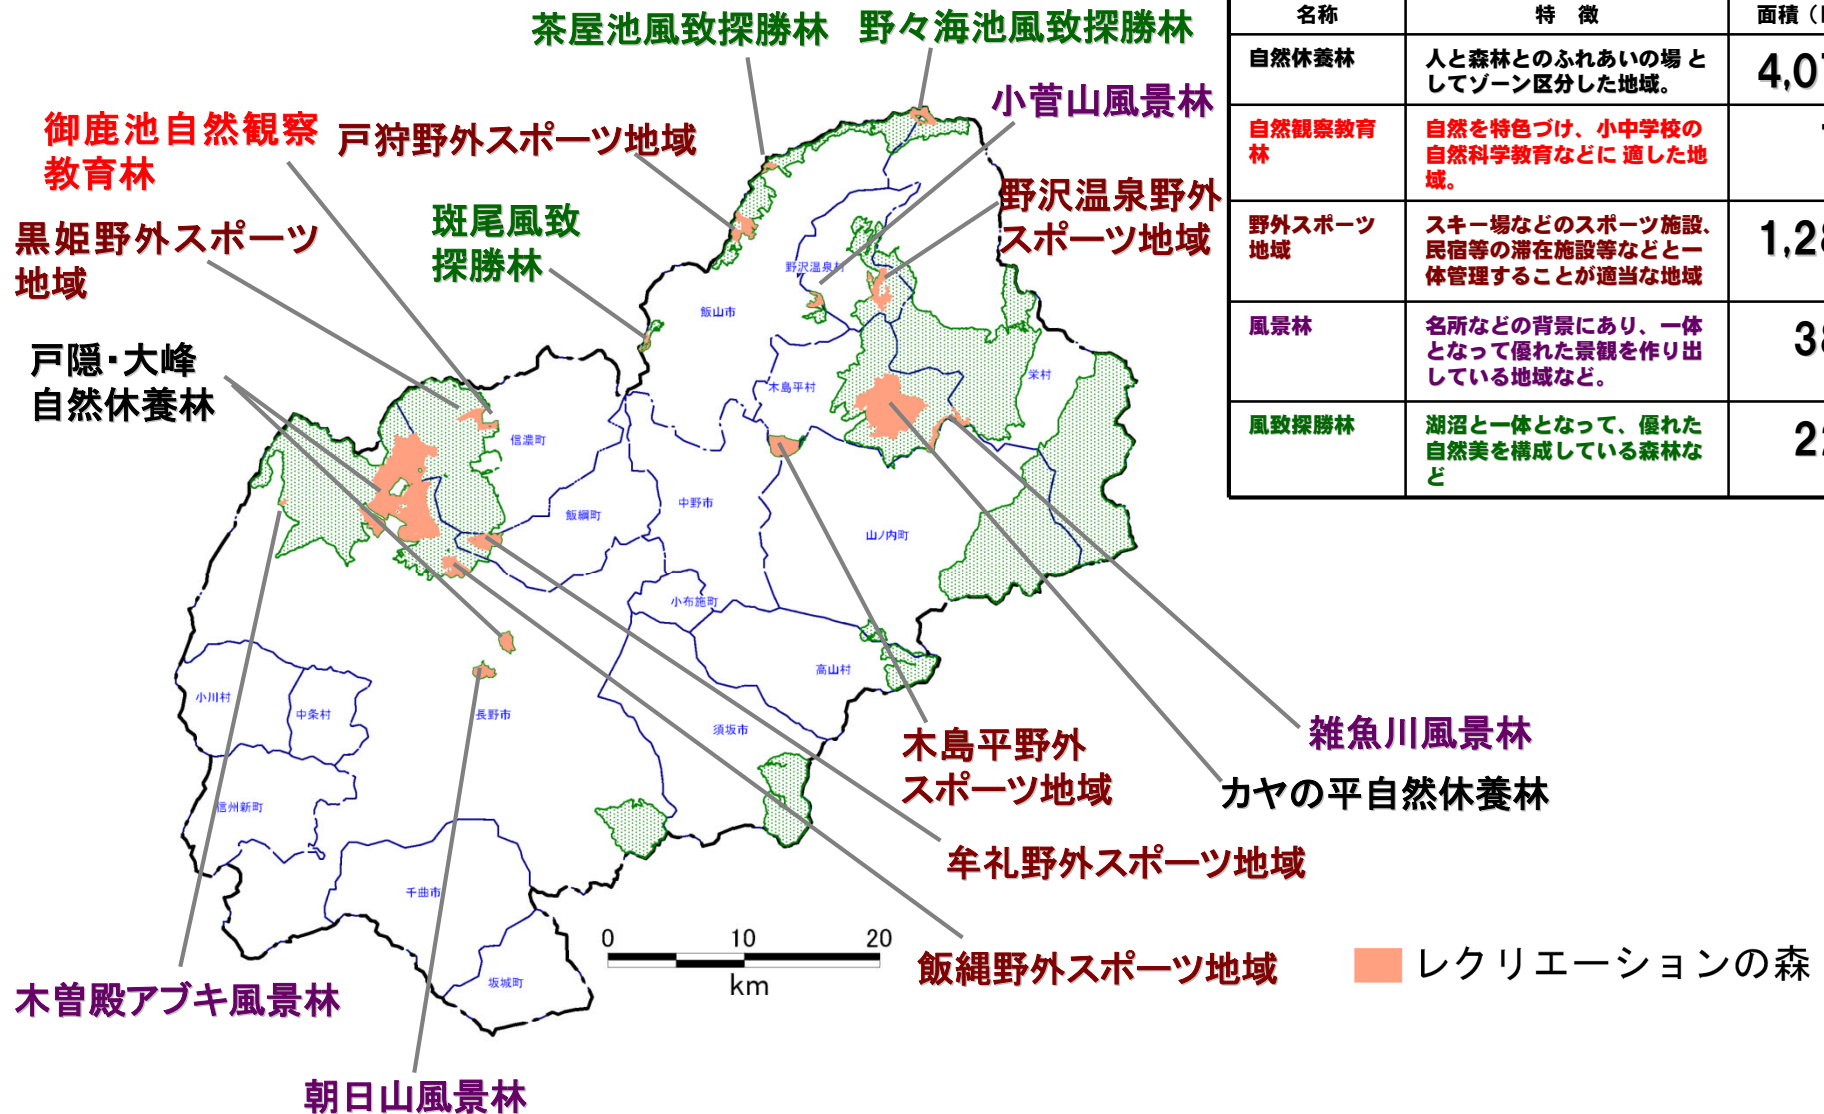 茶屋池風致探勝林
野々海池風致探勝林
小菅山風景林
御鹿池自然観察
教育林
戸狩野外スポーツ地域
野沢温泉野外
スポーツ地域
斑尾風致
探勝林
黒姫野外スポーツ
地域
戸隠・大峰
自然休養林
名称
特 徴
面積（
自然休養林
人と森林とのふれあいの場 と
してゾーン区分した地域。
4,0
自然観察教育
林
自然を特色づけ、小中学校の
自然科学教育などに 適した地
域。
野外スポーツ
地域
スキー場などのスポーツ施設、
民宿等の滞在施設等などと一
体管理することが適当な地域
1,28
風景林
名所などの背景にあり、一体
となって優れた景観を作り出
している地域など。
38
風致探勝林
湖沼と一体となって、優れた
自然美を構成している森林な
ど
22
野沢温泉村
飯山市
木島平村
栄村
信濃町
中野市
飯綱町
山ノ内町
小布施町
高山村
小川村
中条村
長野市
須坂市
信州新町
千曲市
坂城町
雑魚川風景林
木島平野外
スポーツ地域
カヤの平自然休養林
牟礼野外スポーツ地域
飯縄野外スポーツ地域
0 10 20
km
レクリエーションの森
木曽殿アブキ風景林
朝日山風景林